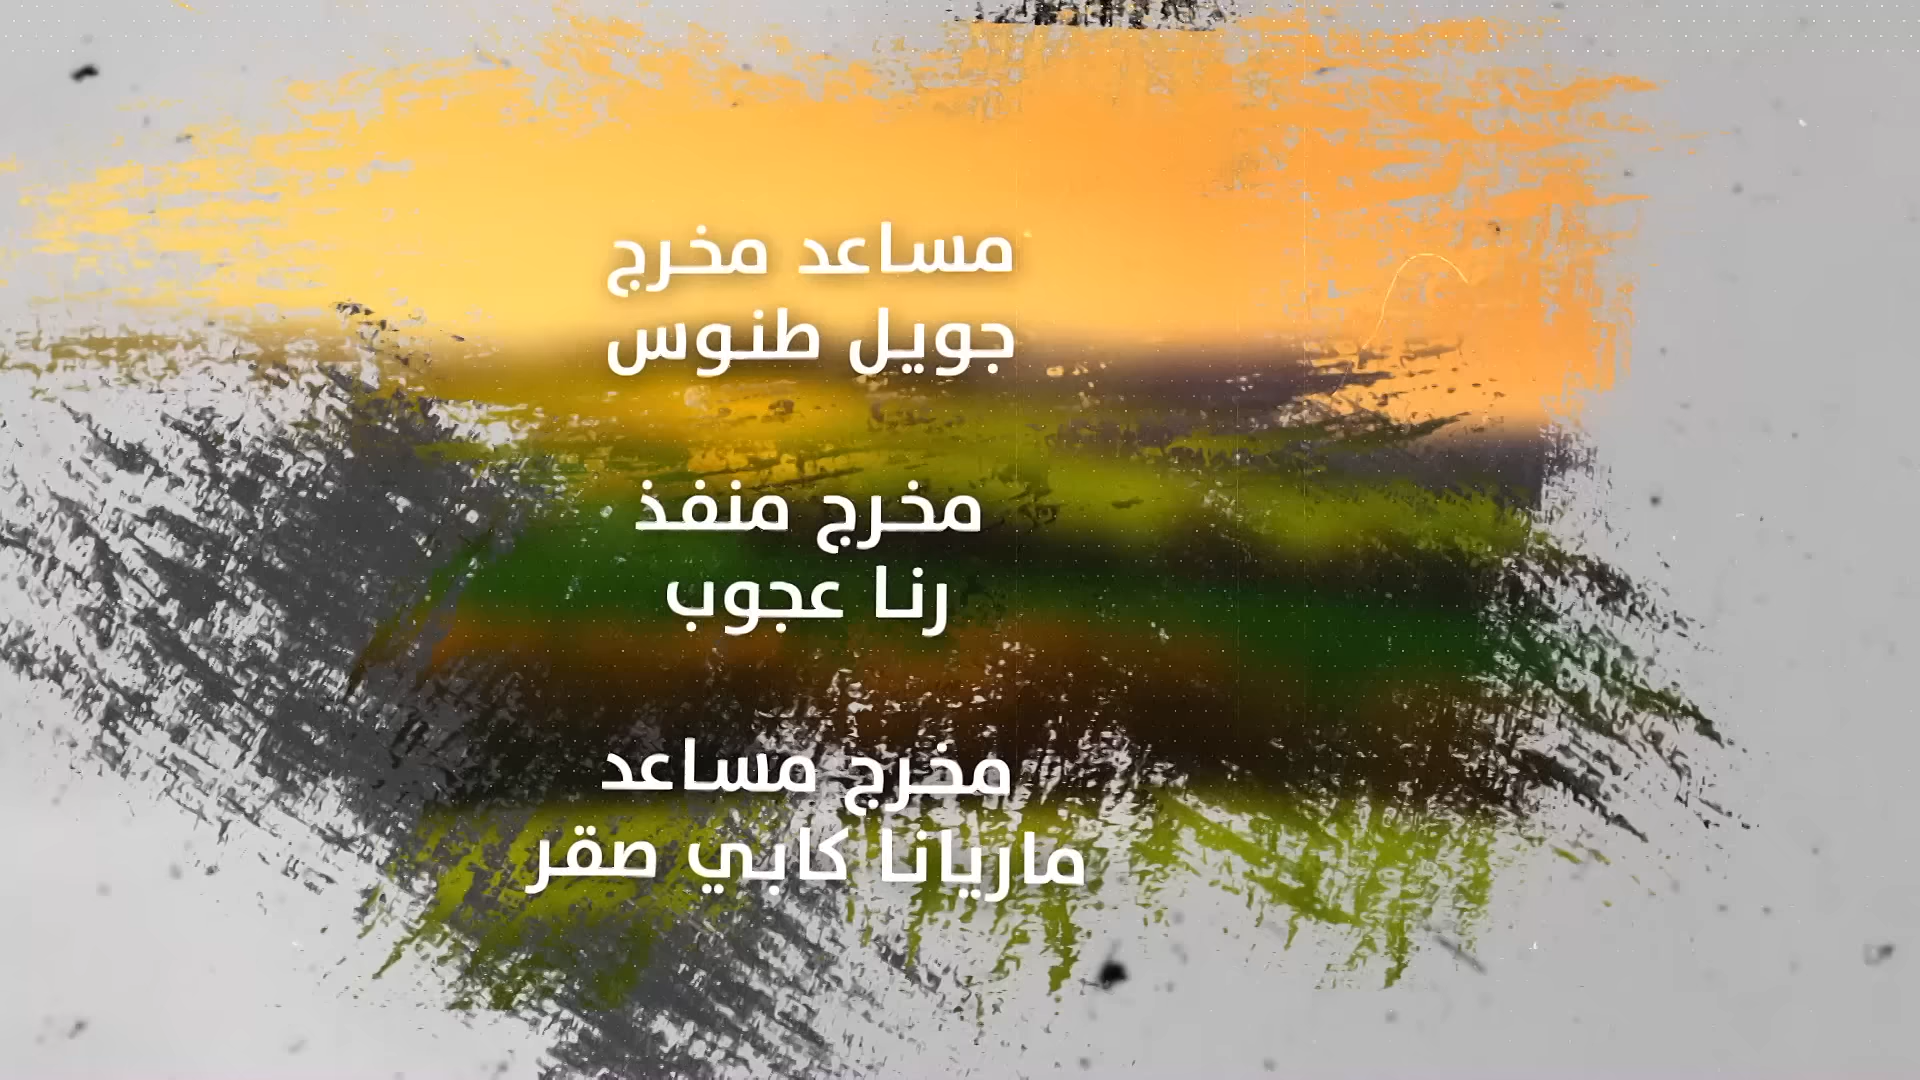 مساعد مخرج
جويل طنوس
مخرج منفذ
رنا عجوب
مخرج مساعد
ماريانا كابي صقر